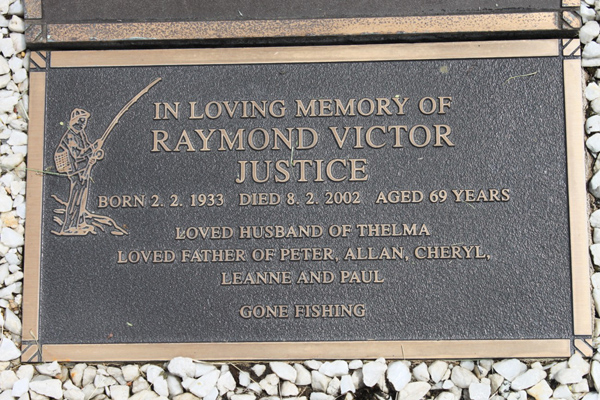 IN LOVING MEMORY OF
RAYMOND VICTOR
JUSTICE
BORN 2. 2. 1933 DIED 8. 2. 2002 AGED 69 YEARS
LOVED HUSBAND OF THELMA
LOVED FATHER OF PETER, ALLAN, CHERYL,
LEANNE AND PAUL
GONE FISHING